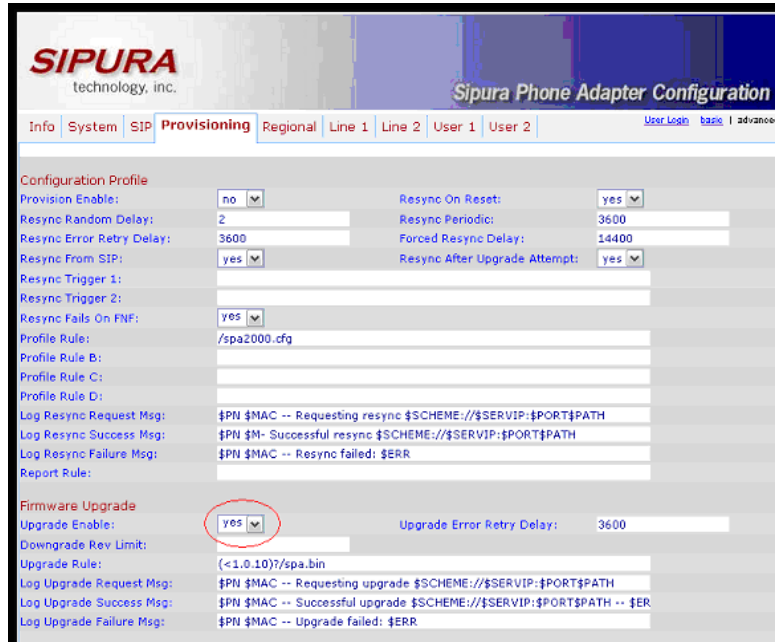 SIPURA
technology, inc.
Sipura Phone Adapter Configuration
Info System SIP Provisioning Regional Line 1 Line 2 User 1 User 2 User Login basic | advanced
Configuration Profile
Provision Enable: no Resync On Reset: yes
Resync Random Delay: 2 Resync Periodic: 3600
Resync Error Retry Delay: 3600 Forced Resync Delay: 14400
Resync From SIP: yes Resync After Upgrade Attempt: yes
Resync Trigger 1:
Resync Trigger 2:
Resync Fails On FNF: yes
Profile Rule: /spa2000.cfg
Profile Rule B:
Profile Rule C:
Profile Rule D:
Log Resync Request Msg: $PN $MAC -- Requesting resync $SCHEME://$SERVIP:$PORT$PATH
Log Resync Success Msg: $PN $M- Successful resync $SCHEME://$SERVIP:$PORT$PATH
Log Resync Failure Msg: $PN $MAC -- Resync failed: $ERR
Report Rule:
Firmware Upgrade
Upgrade Enable: yes Upgrade Error Retry Delay: 3600
Downgrade Rev Limit:
Upgrade Rule: (<1.0.10)?/spa.bin
Log Upgrade Request Msg: $PN $MAC -- Requesting upgrade $SCHEME://$SERVIP:$PORT$PATH
Log Upgrade Success Msg: $PN $MAC -- Successful upgrade $SCHEME://$SERVIP:$PORT$PATH -- $ER
Log Upgrade Failure Msg: $PN $MAC -- Upgrade failed: $ERR